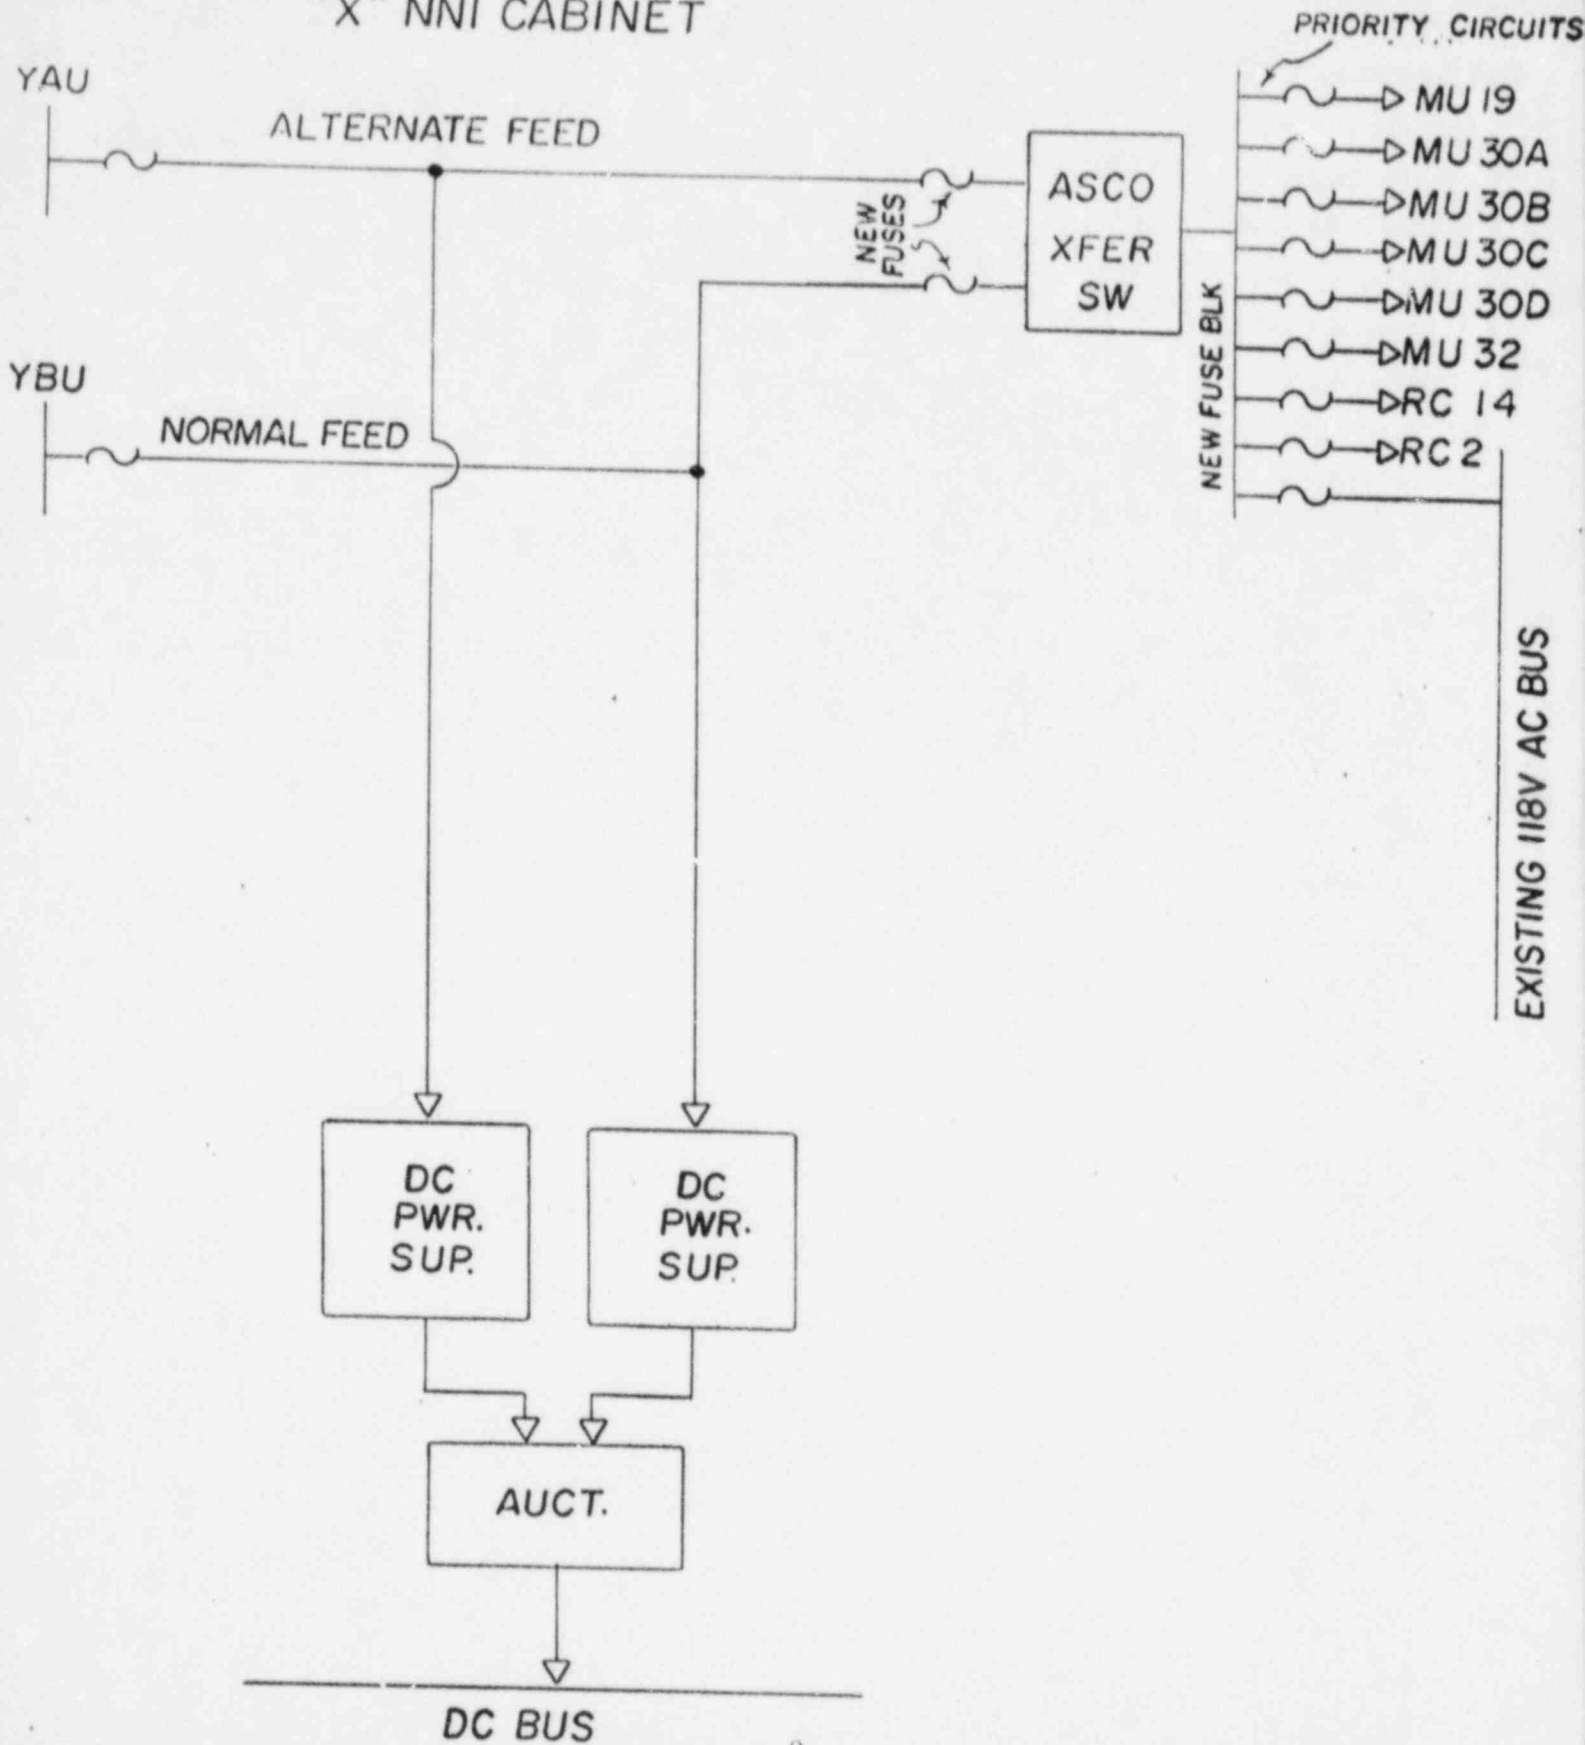 "X" NNI CABINET
PRIORITY CIRCUITS
YAU
ALTERNATE FEED
MU 19
MU 30A
MU 30B
MU 30C
MU 30D
MU 32
RC 14
RC 2
NEW
FUSES
ASCO
XFER
SW
NEW FUSE BLK
YBU
NORMAL FEED
EXISTING 118V AC BUS
DC
PWR.
SUP.
DC
PWR.
SUP.
AUCT.
DC BUS